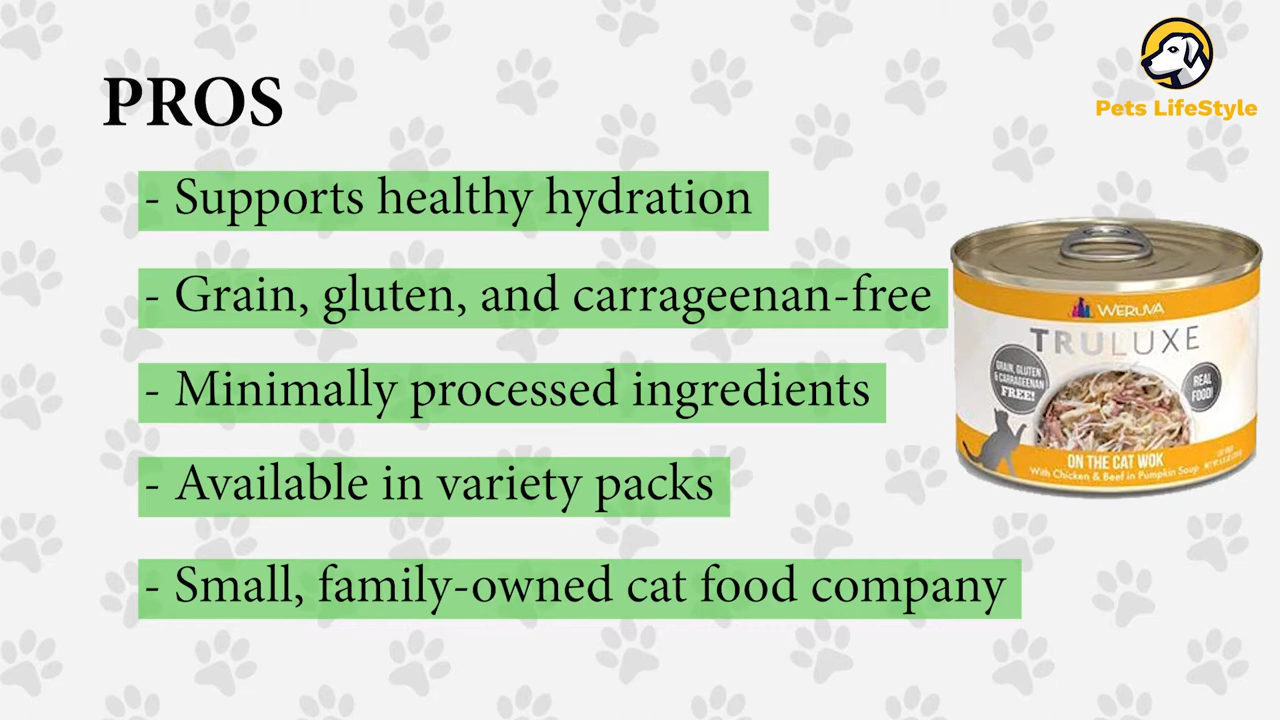 Pets LifeStyle
PROS
- Supports healthy hydration
- Grain, gluten, and carrageenan-free
- Minimally processed ingredients
- Available in variety packs
- Small, family-owned cat food company
WERUVA
TRULUXE
GRAIN, GLUTEN
& CARRAGEENAN
FREE!
REAL
FOOD!
ON THE CAT WOK
With Chicken & Beef in Pumpkin Soup